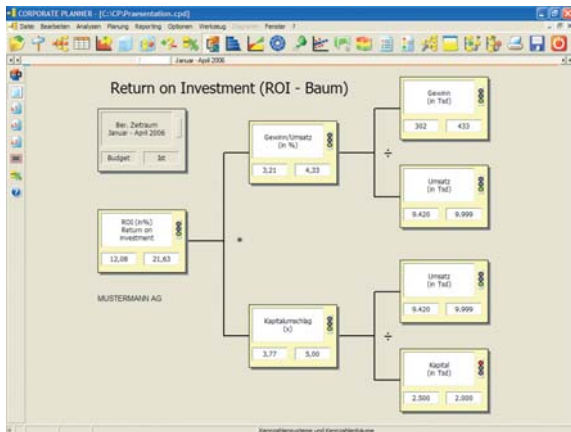 CORPORATE PLANNER - [C:\CP\Praesentation.cpd]
Datei Bearbeiten Analysen Planung Reporting Optionen Werkzeug Diagramm Fenster ?
Januar - April 2006
Return on Investment (ROI - Baum)
Ber. Zeitraum
Januar - April 2006
Budget Ist
ROI (in%)
Return on
investment
12,08 21,63
MUSTERMANN AG
*
Gewinn/Umsatz
(in %)
3,21 4,33
Kapitalumschlag
(x)
3,77 5,00
÷
÷
Gewinn
(in Tsd)
302 433
Umsatz
(in Tsd)
9.420 9.999
Umsatz
(in Tsd)
9.420 9.999
Kapital
(in Tsd)
2.500 2.000
Kennzahlensysteme und Kennzahlenbäume